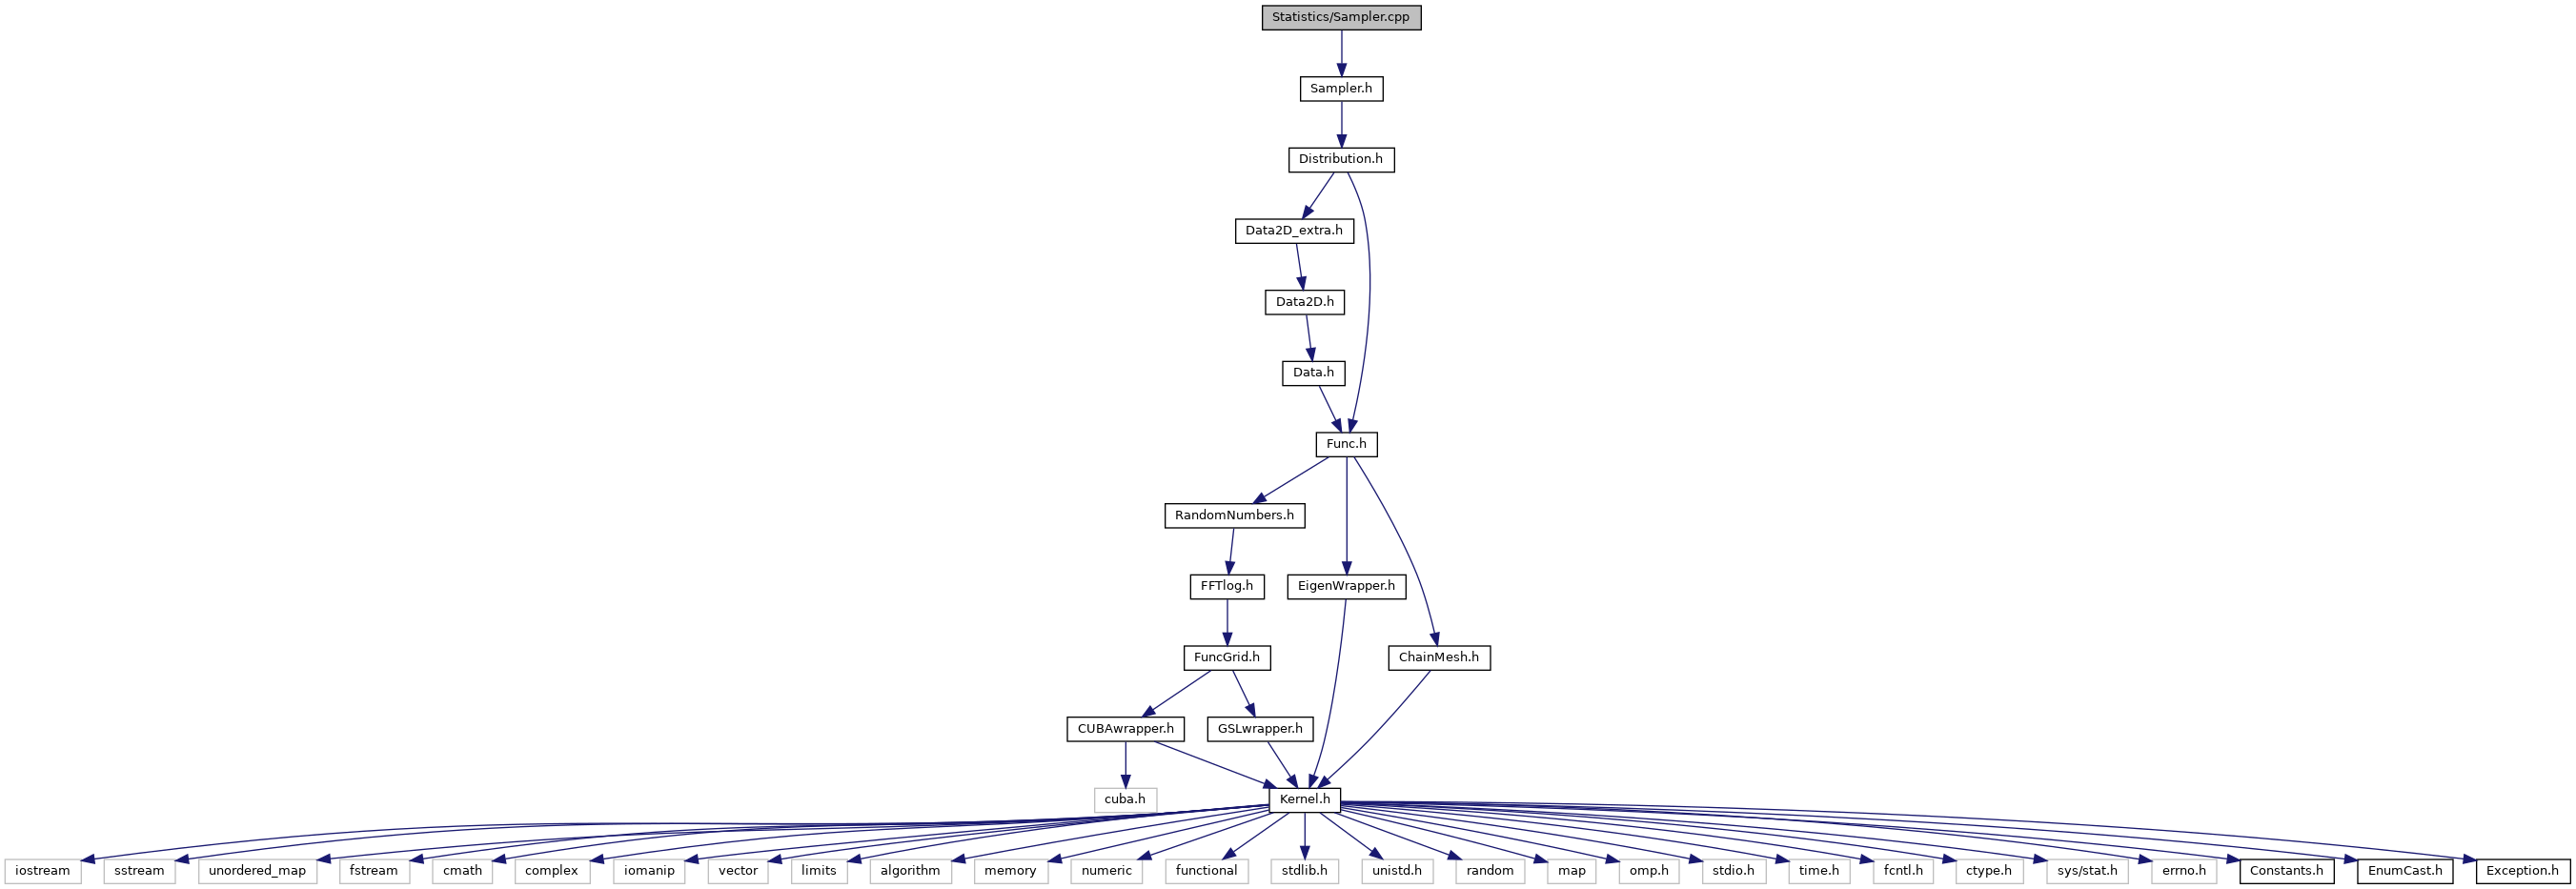 Statistics/Sampler.cpp
Sampler.h
Distribution.h
Data2D_extra.h
Data2D.h
Data.h
Func.h
RandomNumbers.h
FFTlog.h
EigenWrapper.h
FuncGrid.h
ChainMesh.h
CUBAwrapper.h
GSLwrapper.h
cuba.h
Kernel.h
iostream
sstream
unordered_map
fstream
cmath
complex
iomanip
vector
limits
algorithm
memory
numeric
functional
stdlib.h
unistd.h
random
map
omp.h
stdio.h
time.h
fcntl.h
ctype.h
sys/stat.h
errno.h
Constants.h
EnumCast.h
Exception.h